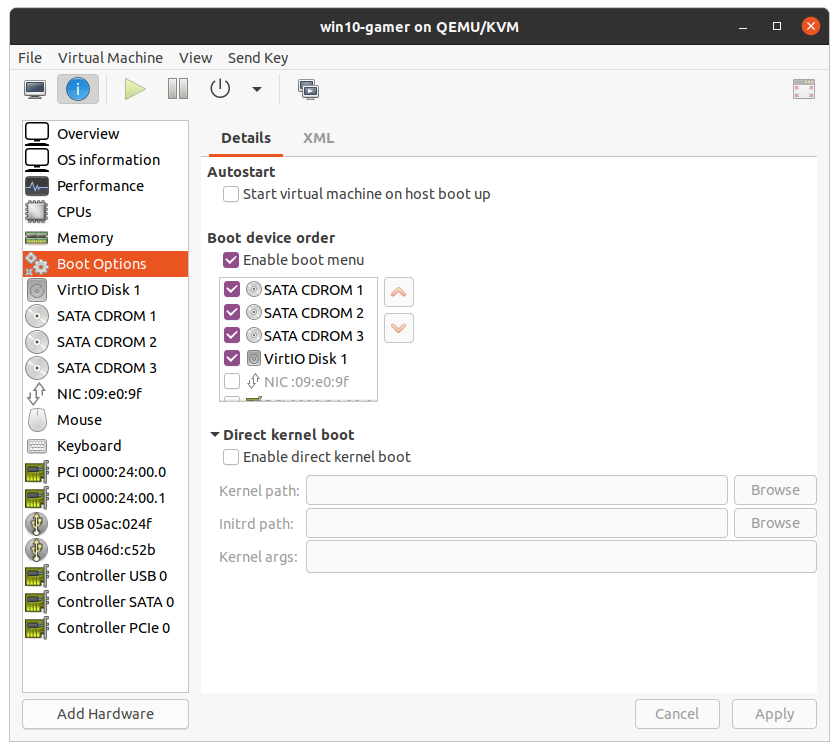 win10-gamer on QEMU/KVM
File Virtual Machine View Send Key
Overview
OS information
Performance
CPUs
Memory
Boot Options
VirtIO Disk 1
SATA CDROM 1
SATA CDROM 2
SATA CDROM 3
NIC :09:e0:9f
Mouse
Keyboard
PCI 0000:24:00.0
PCI 0000:24:00.1
USB 05ac:024f
USB 046d:c52b
Controller USB 0
Controller SATA 0
Controller PCIe 0
Add Hardware
Details XML
Autostart
Start virtual machine on host boot up
Boot device order
Enable boot menu
SATA CDROM 1
SATA CDROM 2
SATA CDROM 3
VirtIO Disk 1
NIC :09:e0:9f
Direct kernel boot
Enable direct kernel boot
Kernel path: Browse
Initrd path: Browse
Kernel args:
Cancel Apply